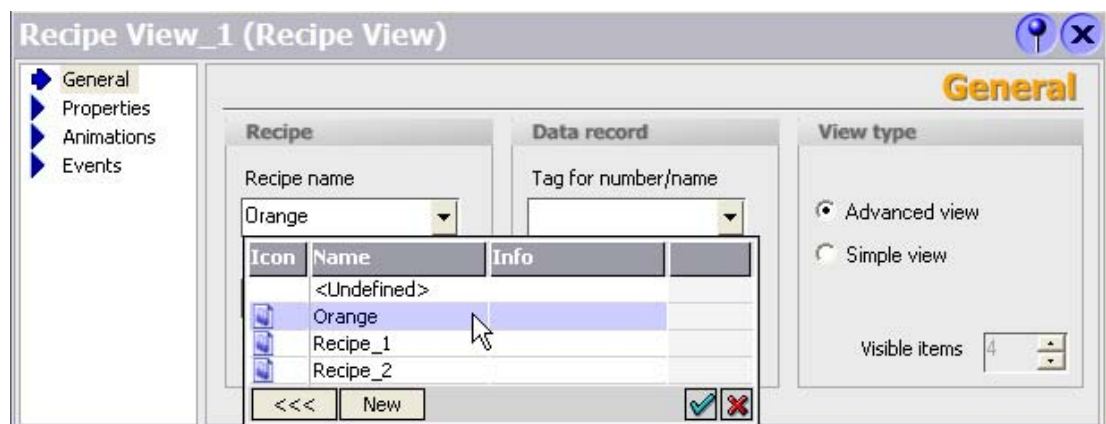 Recipe View_1 (Recipe View)
General
Properties
Animations
Events
General
Recipe
Recipe name
Orange
Data record
Tag for number/name
View type
Advanced view
Simple view
Visible items 4
Icon Name Info
<Undefined>
Orange
Recipe_1
Recipe_2
<<< New